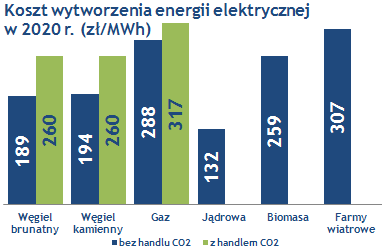 Koszt wytworzenia energii elektrycznej
w 2020 r. (zł/MWh)
189
260
194
260
288
317
132
259
307
Węgiel brunatny
Węgiel kamienny
Gaz
Jądrowa
Biomasa
Farmy wiatrowe
bez handlu CO2
z handlem CO2